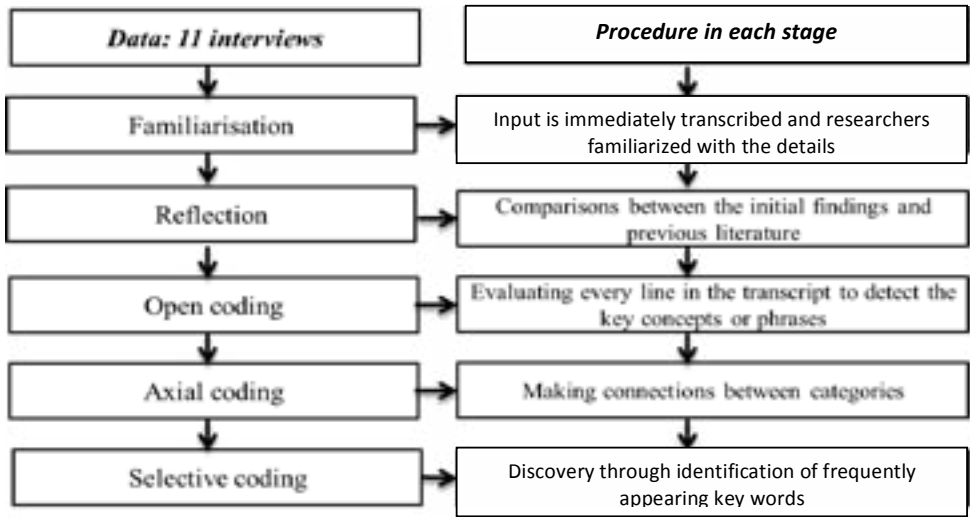 Data: 11 interviews
Procedure in each stage
Familiarisation
Input is immediately transcribed and researchers
familiarized with the details
Reflection
Comparisons between the initial findings and
previous literature
Open coding
Evaluating every line in the transcript to detect the
key concepts or phrases
Axial coding
Making connections between categories
Selective coding
Discovery through identification of frequently
appearing key words